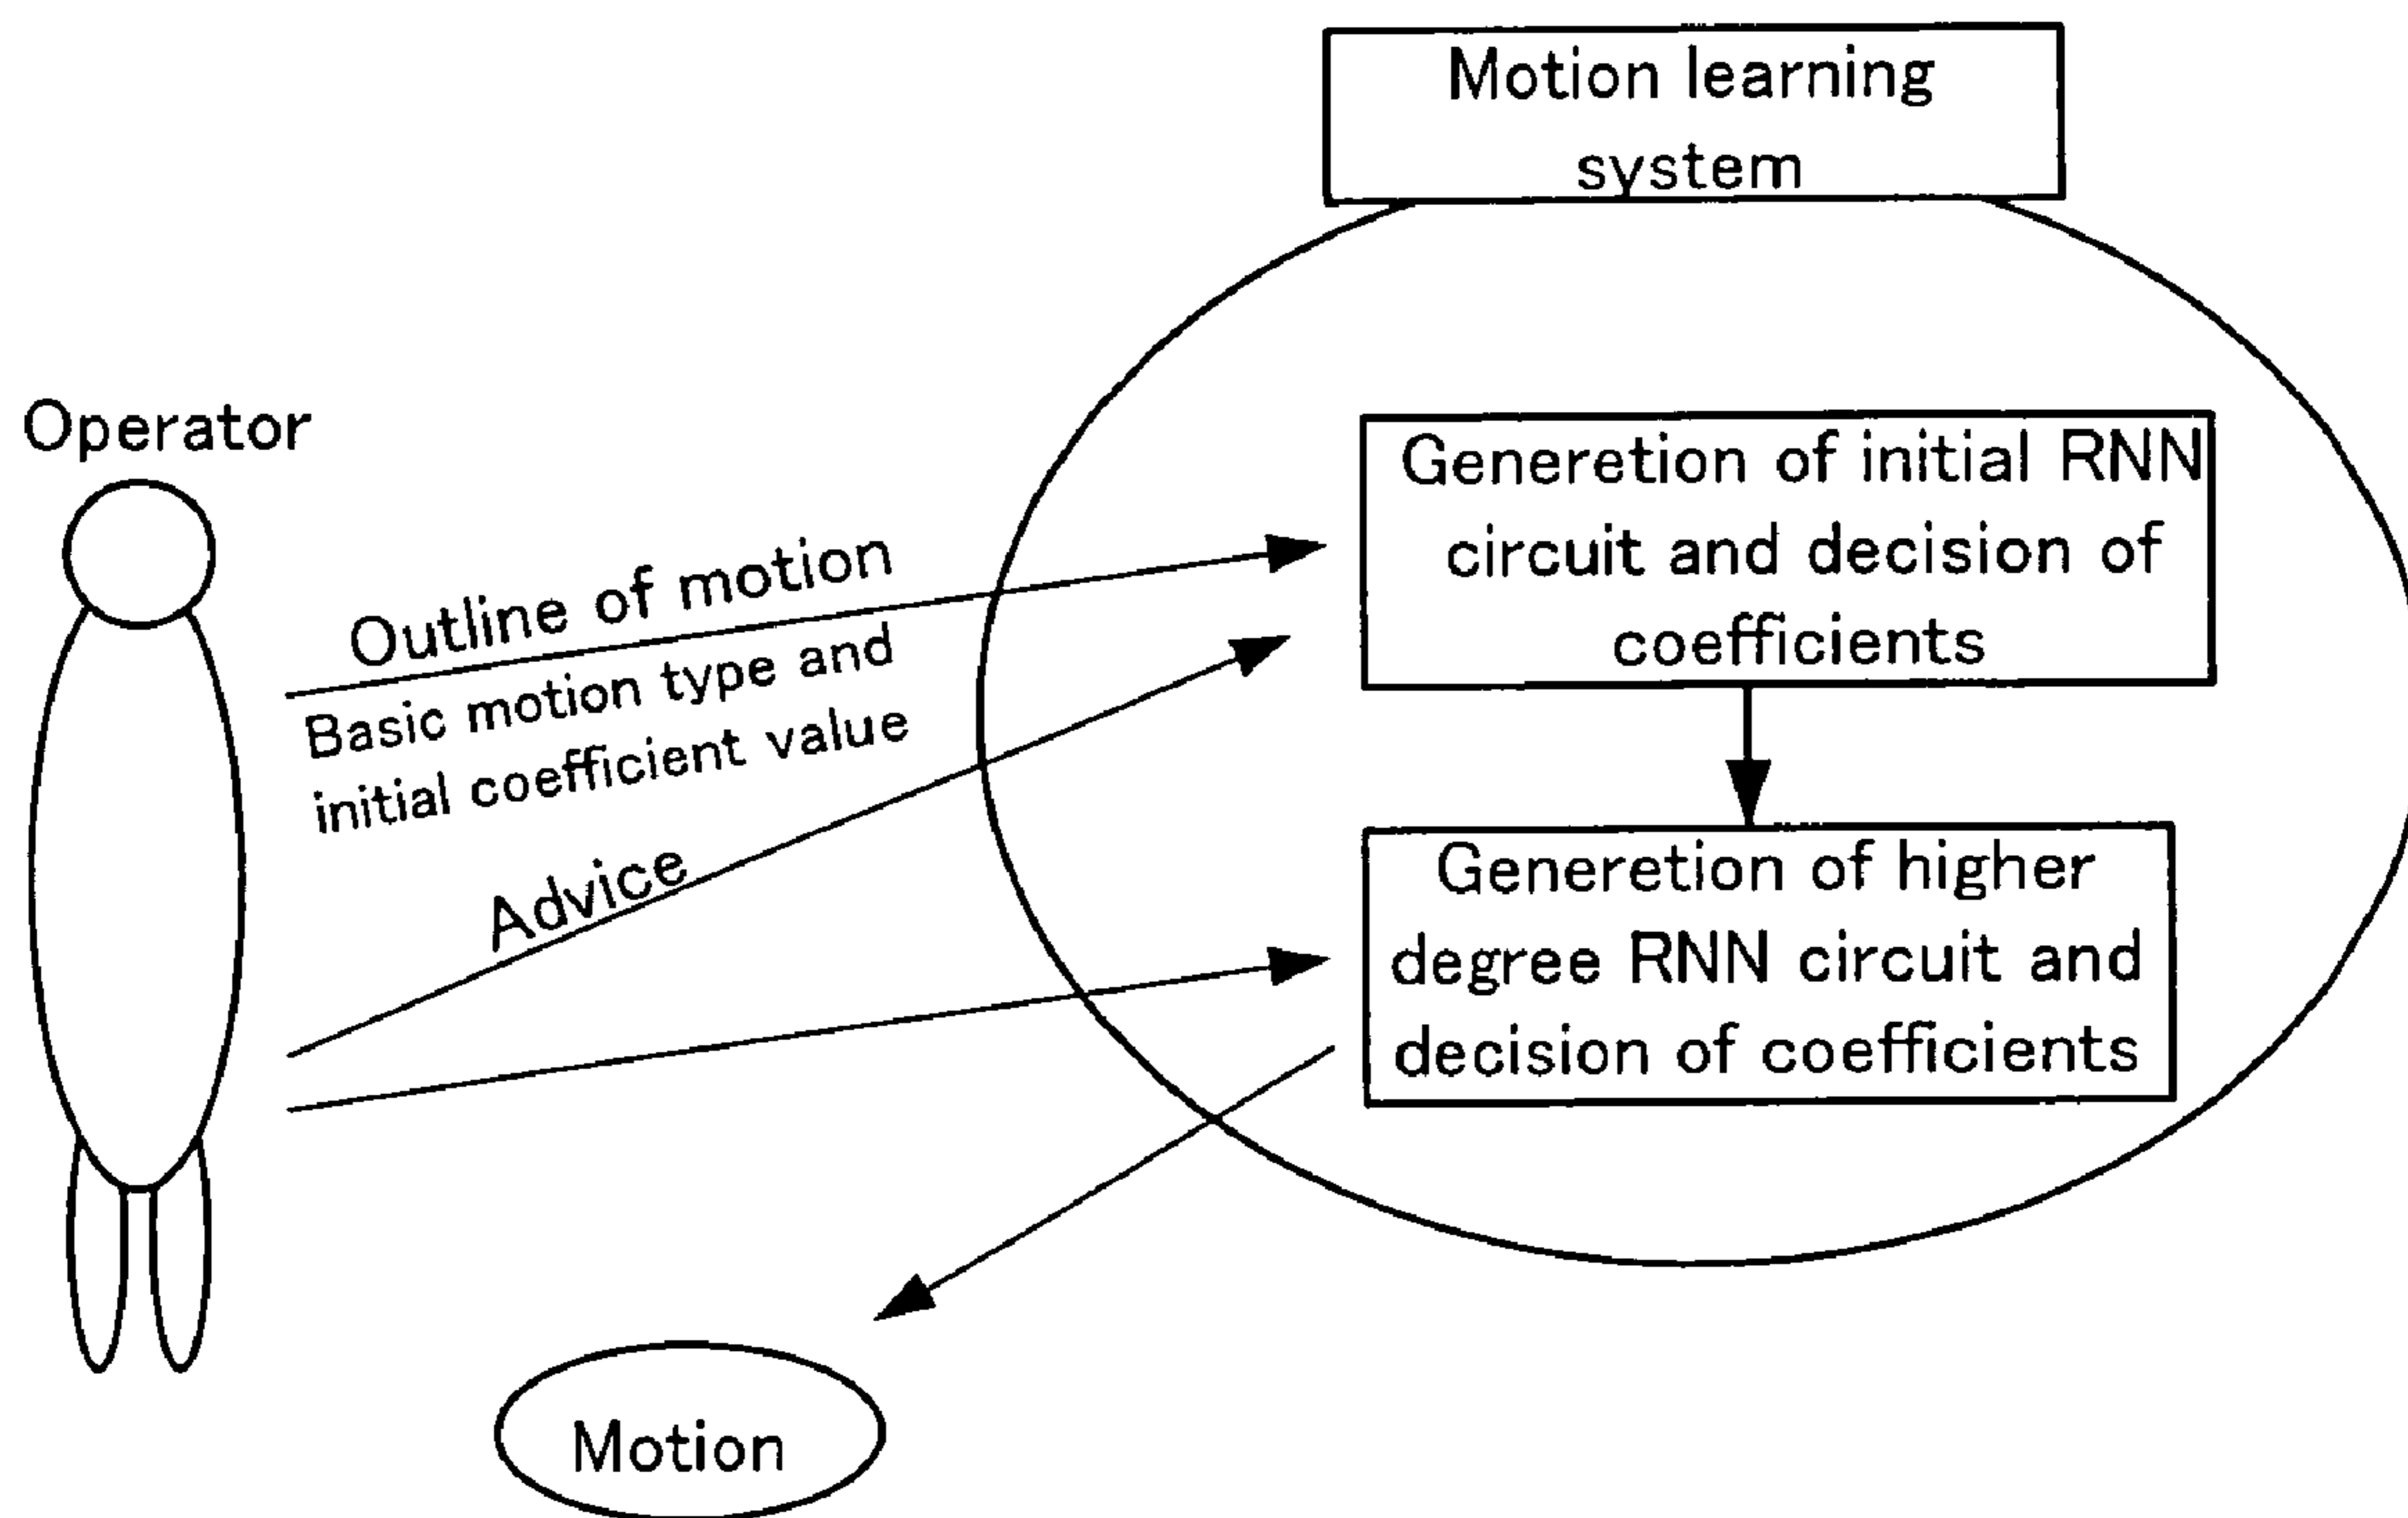 Motion learning
system
Operator
Outline of motion
Basic motion type and
initial coefficient value
Advice
Generetion of initial RNN
circuit and decision of
coefficients
Generetion of higher
degree RNN circuit and
decision of coefficients
Motion